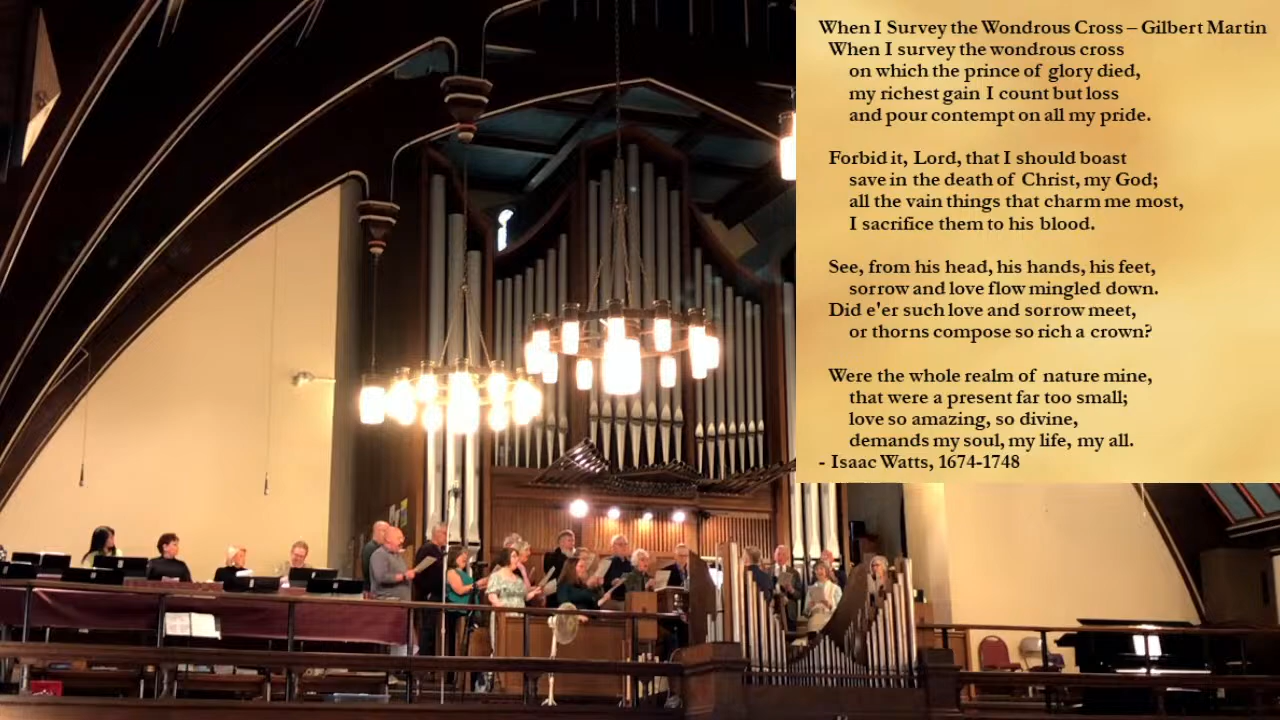 When I Survey the Wondrous Cross – Gilbert Martin
When I survey the wondrous cross
on which the prince of glory died,
my richest gain I count but loss
and pour contempt on all my pride.
Forbid it, Lord, that I should boast
save in the death of Christ, my God;
all the vain things that charm me most,
I sacrifice them to his blood.
See, from his head, his hands, his feet,
sorrow and love flow mingled down.
Did e'er such love and sorrow meet,
or thorns compose so rich a crown?
Were the whole realm of nature mine,
that were a present far too small;
love so amazing, so divine,
demands my soul, my life, my all.
- Isaac Watts, 1674-1748